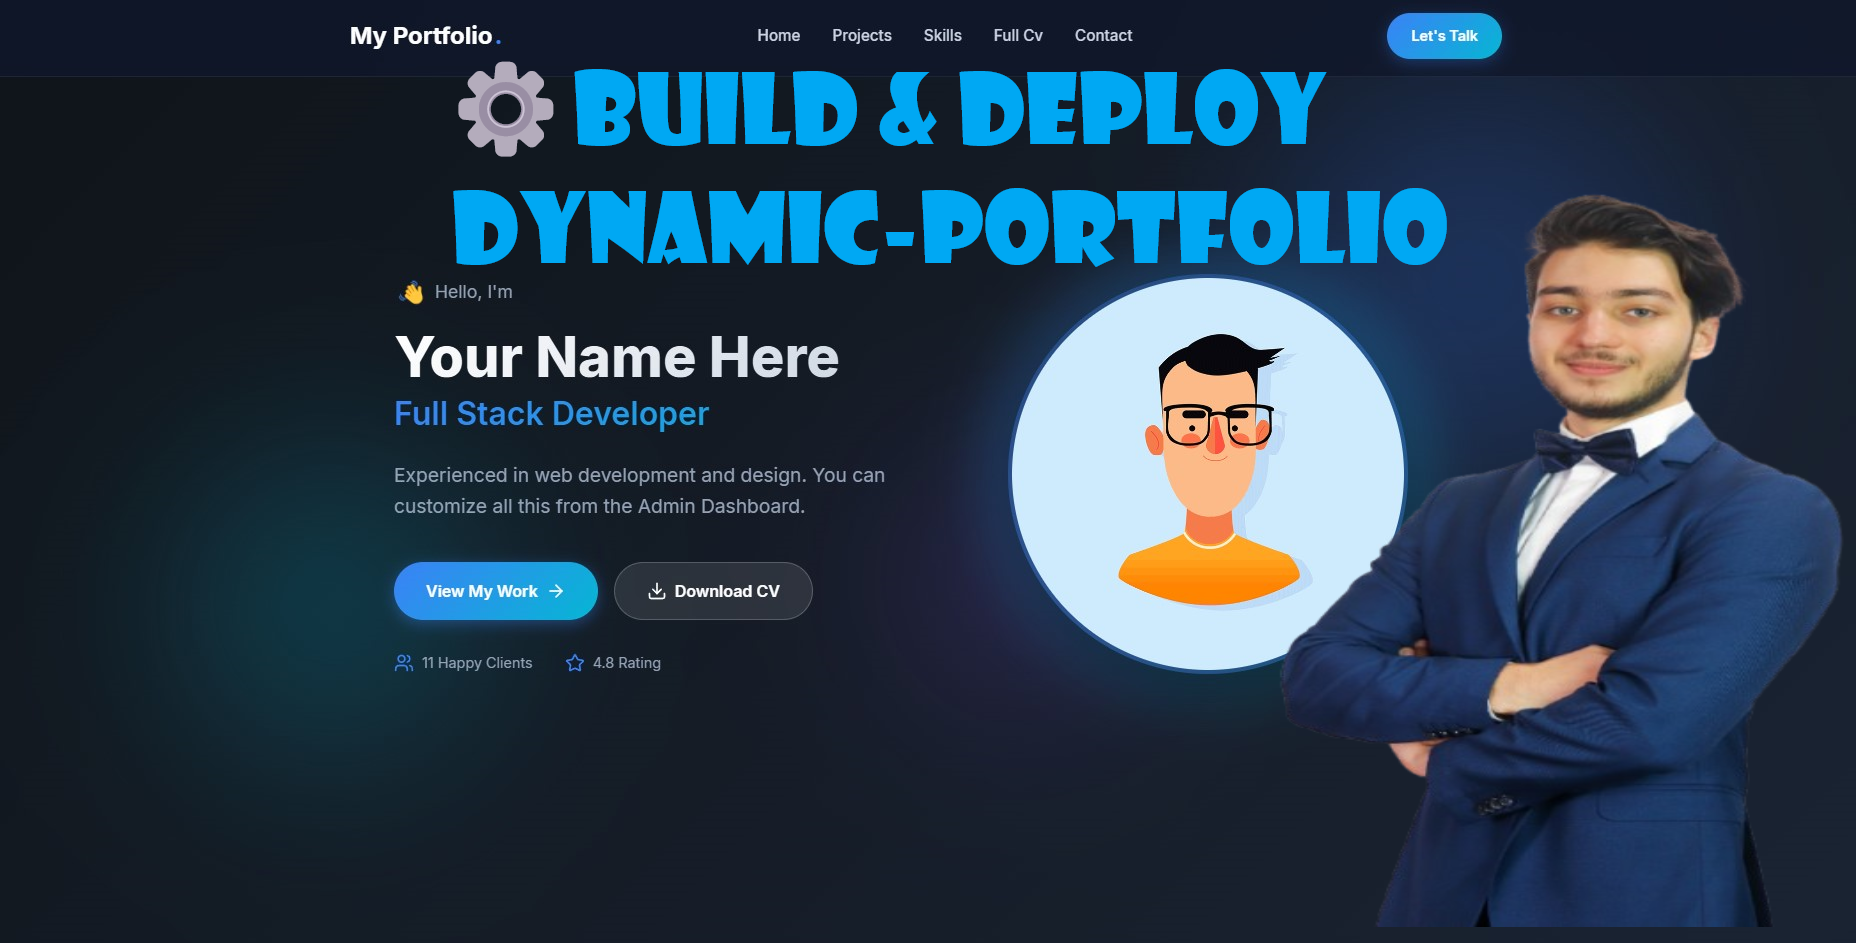 My Portfolio.
Home Projects Skills Full Cv Contact
Let's Talk
BUILD & DEPLOY
DYNAMIC-PORTFOLIO
Hello, I'm
Your Name Here
Full Stack Developer
Experienced in web development and design. You can
customize all this from the Admin Dashboard.
View My Work
Download CV
11 Happy Clients
4.8 Rating